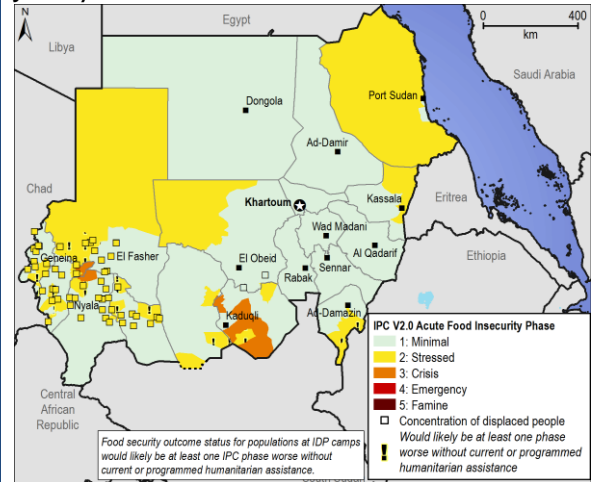 N
Egypt
0 400
km
Libya
Saudi Arabia
Port Sudan
Dongola
Ad-Damir
Chad
Khartoum
Kassala
Eritrea
Wad Madani
Geneina
El Fasher
El Obeid
Al Qadarif
Sennar
Rabak
Ethiopia
Nyala
Kaduqli
Ad-Damazin
Central
African
Republic
IPC V2.0 Acute Food Insecurity Phase
1: Minimal
2: Stressed
3: Crisis
4: Emergency
5: Famine
Concentration of displaced people
Would likely be at least one phase
! worse without current or programmed
humanitarian assistance
Food security outcome status for populations at IDP camps
would likely be at least one IPC phase worse without
current or programmed humanitarian assistance.